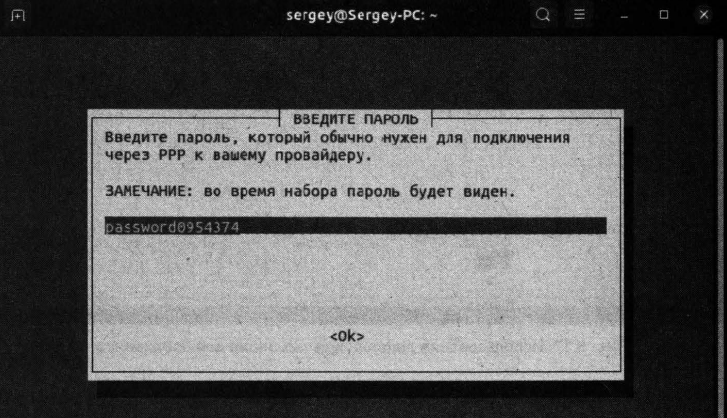 sergey@Sergey-PC: ~
ВВЕДИТЕ ПАРОЛЬ
Введите пароль, который обычно нужен для подключения
через PPP к вашему провайдеру.
ЗАМЕЧАНИЕ: во время набора пароль будет виден.
password0954374
<Ok>